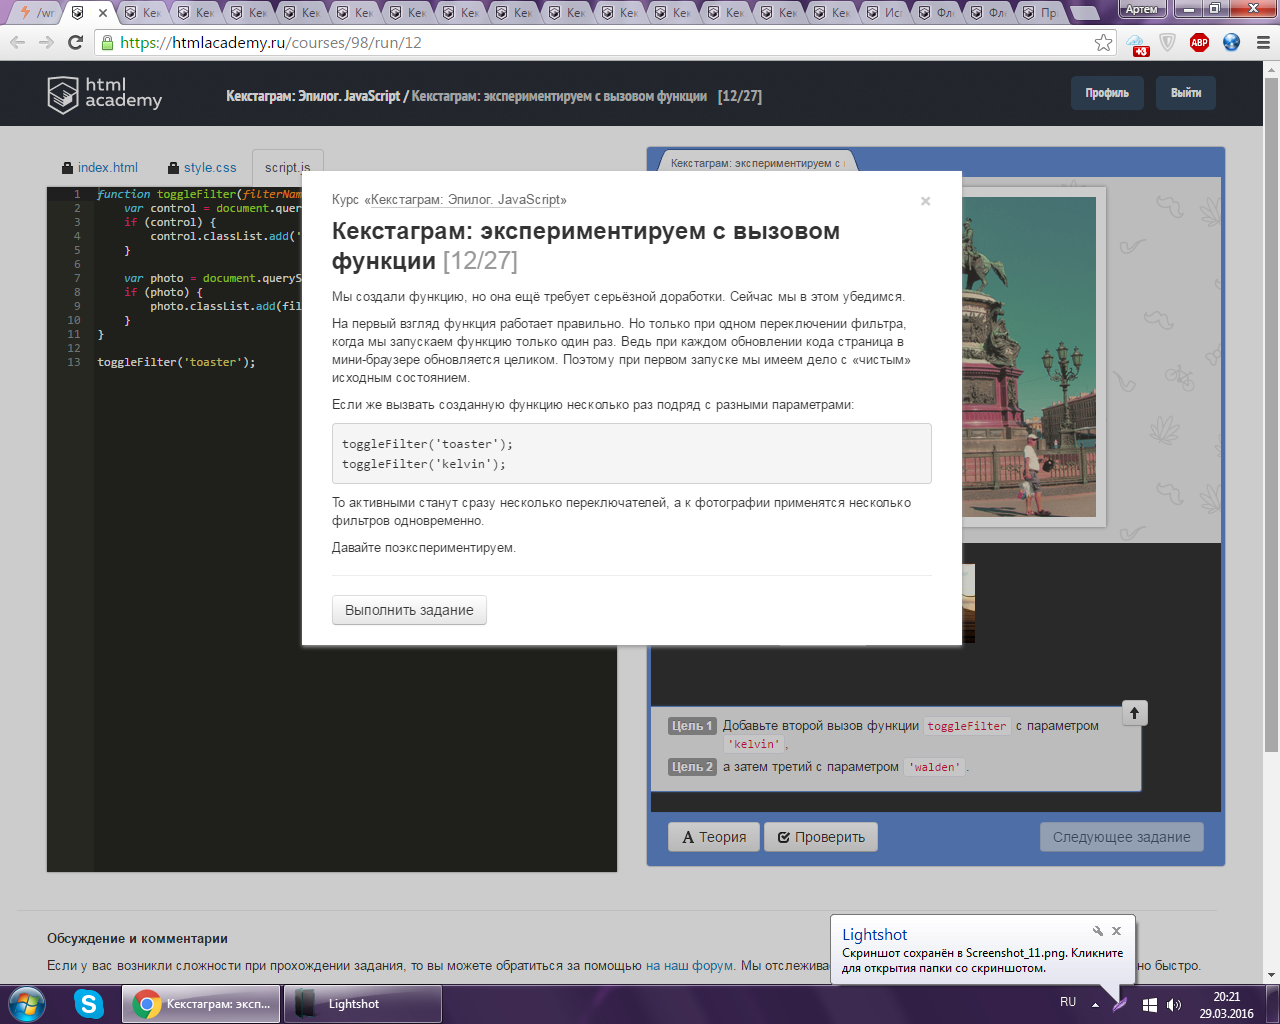 /wr
Кек
Кек
Кек
Кек
Кек
Кек
Кек
Кек
Кек
Кек
Кек
Кек
Кек
Кек
Исп
Фле
Фле
Пр
Артем
https://htmlacademy.ru/courses/98/run/12
+3
ABP
html academy
Кекстаграм: Эпилог. JavaScript / Кекстаграм: экспериментируем с вызовом функции [12/27]
Профиль
Выйти
index.html
style.css
script.js
Кекстаграм: экспериментируем с
1 function toggleFilter(filterNam
2 var control = document.quer
3 if (control) {
4 control.classList.add('
5 }
6
7 var photo = document.queryS
8 if (photo) {
9 photo.classList.add(fil
10 }
11 }
12
13 toggleFilter('toaster');
Курс «Кекстаграм: Эпилог. JavaScript»
×
Кекстаграм: экспериментируем с вызовом
функции [12/27]
Мы создали функцию, но она ещё требует серьёзной доработки. Сейчас мы в этом убедимся.
На первый взгляд функция работает правильно. Но только при одном переключении фильтра,
когда мы запускаем функцию только один раз. Ведь при каждом обновлении кода страница в
мини-браузере обновляется целиком. Поэтому при первом запуске мы имеем дело с «чистым»
исходным состоянием.
Если же вызвать созданную функцию несколько раз подряд с разными параметрами:
toggleFilter('toaster');
toggleFilter('kelvin');
То активными станут сразу несколько переключателей, а к фотографии применятся несколько
фильтров одновременно.
Давайте поэкспериментируем.
Выполнить задание
Цель 1 Добавьте второй вызов функции toggleFilter с параметром
'kelvin',
Цель 2 а затем третий с параметром 'walden'.
Теория
Проверить
Следующее задание
Обсуждение и комментарии
Если у вас возникли сложности при прохождении задания, то вы можете обратиться за помощью на наш форум. Мы отслежива
но быстро.
Lightshot
Скриншот сохранён в Screenshot_11.png. Кликните
для открытия папки со скриншотом.
Кекстаграм: эксп...
Lightshot
RU
20:21
29.03.2016